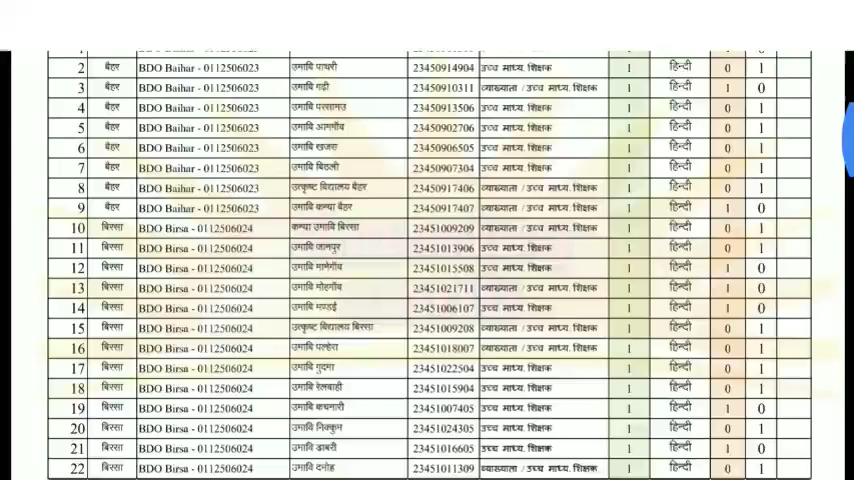 2 बैहर BDO Baihar - 0112506023 उमावि पाथरी 23450914904 उच्च माध्य. शिक्षक 1 हिन्दी 0 1
3 बैहर BDO Baihar - 0112506023 उमावि गढी 23450910311 व्याख्याता / उच्च माध्य. शिक्षक 1 हिन्दी 1 0
4 बैहर BDO Baihar - 0112506023 उमावि परसामउ 23450913506 उच्च माध्य. शिक्षक 1 हिन्दी 0 1
5 बैहर BDO Baihar - 0112506023 उमावि आमगॉव 23450902706 उच्च माध्य. शिक्षक 1 हिन्दी 0 1
6 बैहर BDO Baihar - 0112506023 उमावि खजरा 23450906505 उच्च माध्य. शिक्षक 1 हिन्दी 0 1
7 बैहर BDO Baihar - 0112506023 उमावि बिठली 23450907304 उच्च माध्य. शिक्षक 1 हिन्दी 0 1
8 बैहर BDO Baihar - 0112506023 उत्कृष्ट विद्यालय बैहर 23450917406 व्याख्याता / उच्च माध्य. शिक्षक 1 हिन्दी 0 1
9 बैहर BDO Baihar - 0112506023 उमावि कन्या बैहर 23450917407 व्याख्याता / उच्च माध्य. शिक्षक 1 हिन्दी 1 0
10 बिरसा BDO Birsa - 0112506024 कन्या उमावि बिरसा 23451009209 व्याख्याता / उच्च माध्य. शिक्षक 1 हिन्दी 0 1
11 बिरसा BDO Birsa - 0112506024 उमावि जानपुर 23451013906 उच्च माध्य. शिक्षक 1 हिन्दी 0 1
12 बिरसा BDO Birsa - 0112506024 उमावि मानेगॉव 23451015508 व्याख्याता / उच्च माध्य. शिक्षक 1 हिन्दी 1 0
13 बिरसा BDO Birsa - 0112506024 उमावि मोहगॉव 23451021711 व्याख्याता / उच्च माध्य. शिक्षक 1 हिन्दी 1 0
14 बिरसा BDO Birsa - 0112506024 उमावि मण्डई 23451006107 उच्च माध्य. शिक्षक 1 हिन्दी 1 0
15 बिरसा BDO Birsa - 0112506024 उत्कृष्ट विद्यालय बिरसा 23451009208 व्याख्याता / उच्च माध्य. शिक्षक 1 हिन्दी 0 1
16 बिरसा BDO Birsa - 0112506024 उमावि पल्हेरा 23451018007 व्याख्याता / उच्च माध्य. शिक्षक 1 हिन्दी 0 1
17 बिरसा BDO Birsa - 0112506024 उमावि गुदमा 23451022504 उच्च माध्य. शिक्षक 1 हिन्दी 0 1
18 बिरसा BDO Birsa - 0112506024 उमावि रेलवाही 23451015904 उच्च माध्य. शिक्षक 1 हिन्दी 0 1
19 बिरसा BDO Birsa - 0112506024 उमावि कचनारी 23451007405 उच्च माध्य. शिक्षक 1 हिन्दी 1 0
20 बिरसा BDO Birsa - 0112506024 उमावि निक्कुम 23451024305 उच्च माध्य. शिक्षक 1 हिन्दी 0 1
21 बिरसा BDO Birsa - 0112506024 उमावि डाबरी 23451016605 उच्च माध्य. शिक्षक 1 हिन्दी 1 0
22 बिरसा BDO Birsa - 0112506024 उमावि दमोह 23451011309 व्याख्याता / उच्च माध्य. शिक्षक 1 हिन्दी 0 1